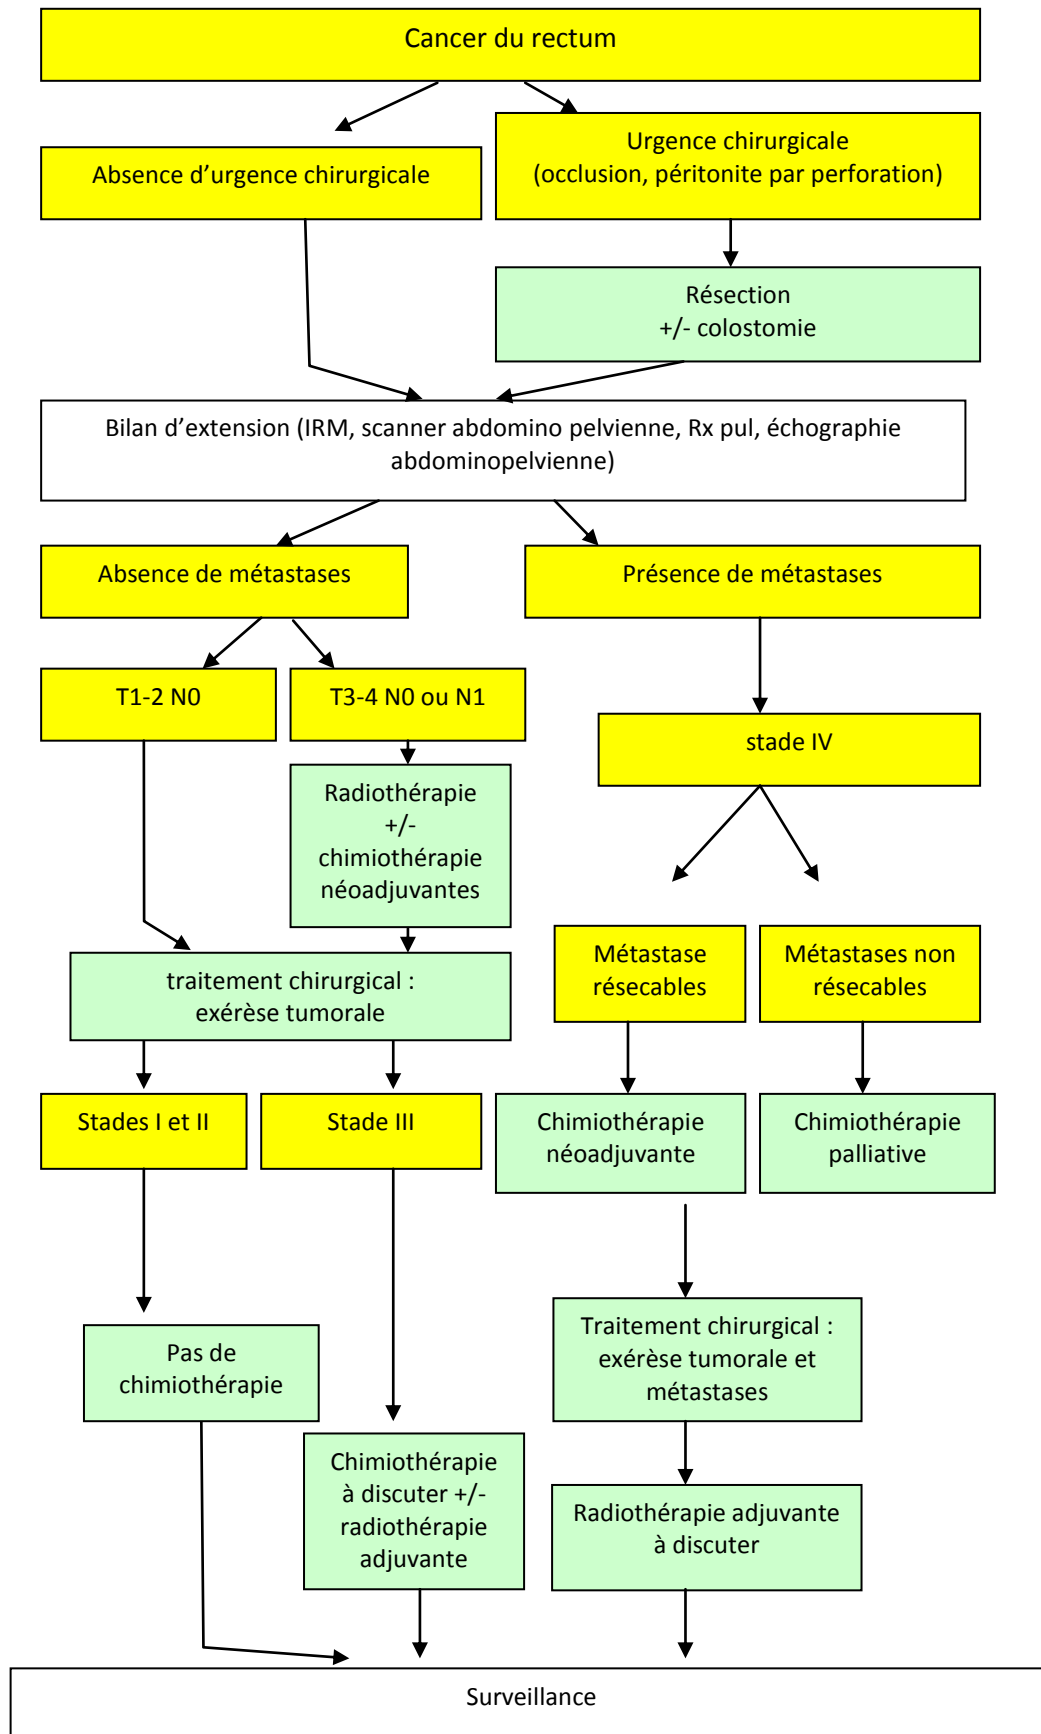 Cancer du rectum
Absence d’urgence chirurgicale
Urgence chirurgicale
(occlusion, péritonite par perforation)
Résection
+/- colostomie
Bilan d’extension (IRM, scanner abdomino pelvienne, Rx pul, échographie
abdominopelvienne)
Absence de métastases
Présence de métastases
T1-2 N0
T3-4 N0 ou N1
stade IV
Radiothérapie
+/-
chimiothérapie
néoadjuvantes
Métastase
résecables
Métastases non
résecables
traitement chirurgical :
exérèse tumorale
Stades I et II
Stade III
Chimiothérapie
néoadjuvante
Chimiothérapie
palliative
Pas de
chimiothérapie
Traitement chirurgical :
exérèse tumorale et
métastases
Chimiothérapie
à discuter +/-
radiothérapie
adjuvante
Radiothérapie adjuvante
à discuter
Surveillance